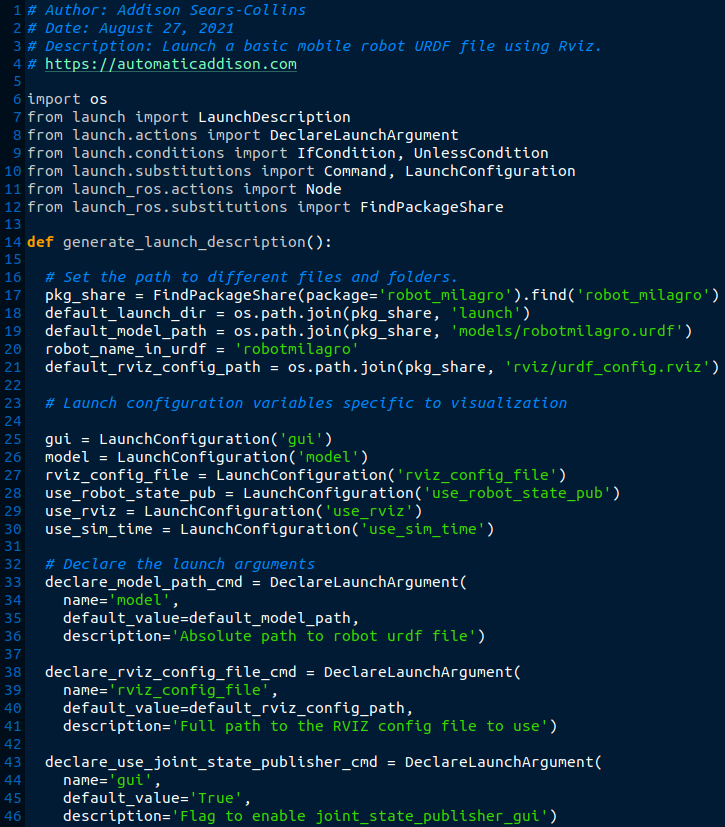 1 # Author: Addison Sears-Collins
2 # Date: August 27, 2021
3 # Description: Launch a basic mobile robot URDF file using Rviz.
4 # https://automaticaddison.com
5
6 import os
7 from launch import LaunchDescription
8 from launch.actions import DeclareLaunchArgument
9 from launch.conditions import IfCondition, UnlessCondition
10 from launch.substitutions import Command, LaunchConfiguration
11 from launch_ros.actions import Node
12 from launch_ros.substitutions import FindPackageShare
13
14 def generate_launch_description():
15
16   # Set the path to different files and folders.
17   pkg_share = FindPackageShare(package='robot_milagro').find('robot_milagro')
18   default_launch_dir = os.path.join(pkg_share, 'launch')
19   default_model_path = os.path.join(pkg_share, 'models/robotmilagro.urdf')
20   robot_name_in_urdf = 'robotmilagro'
21   default_rviz_config_path = os.path.join(pkg_share, 'rviz/urdf_config.rviz')
22
23   # Launch configuration variables specific to visualization
24
25   gui = LaunchConfiguration('gui')
26   model = LaunchConfiguration('model')
27   rviz_config_file = LaunchConfiguration('rviz_config_file')
28   use_robot_state_pub = LaunchConfiguration('use_robot_state_pub')
29   use_rviz = LaunchConfiguration('use_rviz')
30   use_sim_time = LaunchConfiguration('use_sim_time')
31
32   # Declare the launch arguments
33   declare_model_path_cmd = DeclareLaunchArgument(
34     name='model',
35     default_value=default_model_path,
36     description='Absolute path to robot urdf file')
37
38   declare_rviz_config_file_cmd = DeclareLaunchArgument(
39     name='rviz_config_file',
40     default_value=default_rviz_config_path,
41     description='Full path to the RVIZ config file to use')
42
43   declare_use_joint_state_publisher_cmd = DeclareLaunchArgument(
44     name='gui',
45     default_value='True',
46     description='Flag to enable joint_state_publisher_gui')